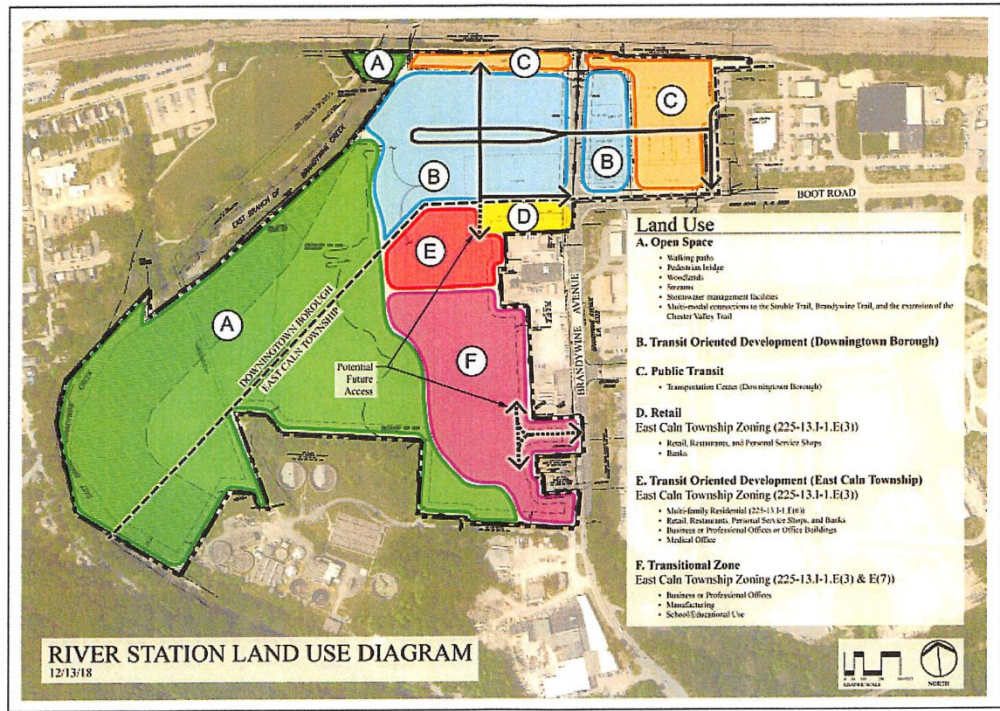 A
C
C
B
B
EAST BRANCH OF THE BRANDYWINE CREEK
BOOT ROAD
D
E
A
DOWNINGTOWN BOROUGH
EAST CALN TOWNSHIP
BRANDYWINE AVENUE
F
Potential
Future
Access
Land Use
A. Open Space
• Walking paths
• Pedestrian bridge
• Woodlands
• Streams
• Stormwater management facilities
• Multi-modal connections to the Struble Trail, Brandywine Trail, and the extension of the
Chester Valley Trail
B. Transit Oriented Development (Downingtown Borough)
C. Public Transit
• Transportation Center (Downingtown Borough)
D. Retail
East Caln Township Zoning (225-13.I-1.E(3))
• Retail, Restaurants, and Personal Service Shops
• Banks
E. Transit Oriented Development (East Caln Township)
East Caln Township Zoning (225-13.I-1.E(3))
• Multi-family Residential (225-13.I-1.E(6))
• Retail, Restaurants, Personal Service Shops, and Banks
• Business or Professional Offices or Office Buildings
• Medical Office
F. Transitional Zone
East Caln Township Zoning (225-13.I-1.E(3) & E(7))
• Business or Professional Offices
• Manufacturing
• School/Educational Use
RIVER STATION LAND USE DIAGRAM
12/13/18
GRAPHIC SCALE
NORTH